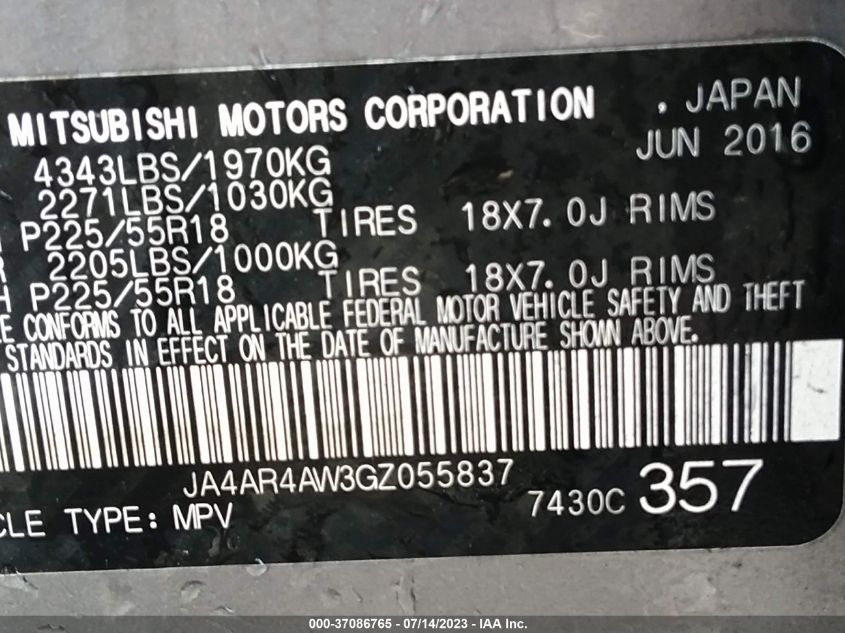 MITSUBISHI MOTORS CORPORATION , JAPAN
4343LBS/1970KG JUN 2016
2271LBS/1030KG
P225/55R18 TIRES 18X7.0J RIMS
R 2205LBS/1000KG
H P225/55R18 TIRES 18X7.0J RIMS
E CONFORMS TO ALL APPLICABLE FEDERAL MOTOR VEHICLE SAFETY AND THEFT
STANDARDS IN EFFECT ON THE DATE OF MANUFACTURE SHOWN ABOVE.
JA4AR4AW3GZ055837
7430C 357
CLE TYPE: MPV
000-37086765 - 07/14/2023 - IAA Inc.